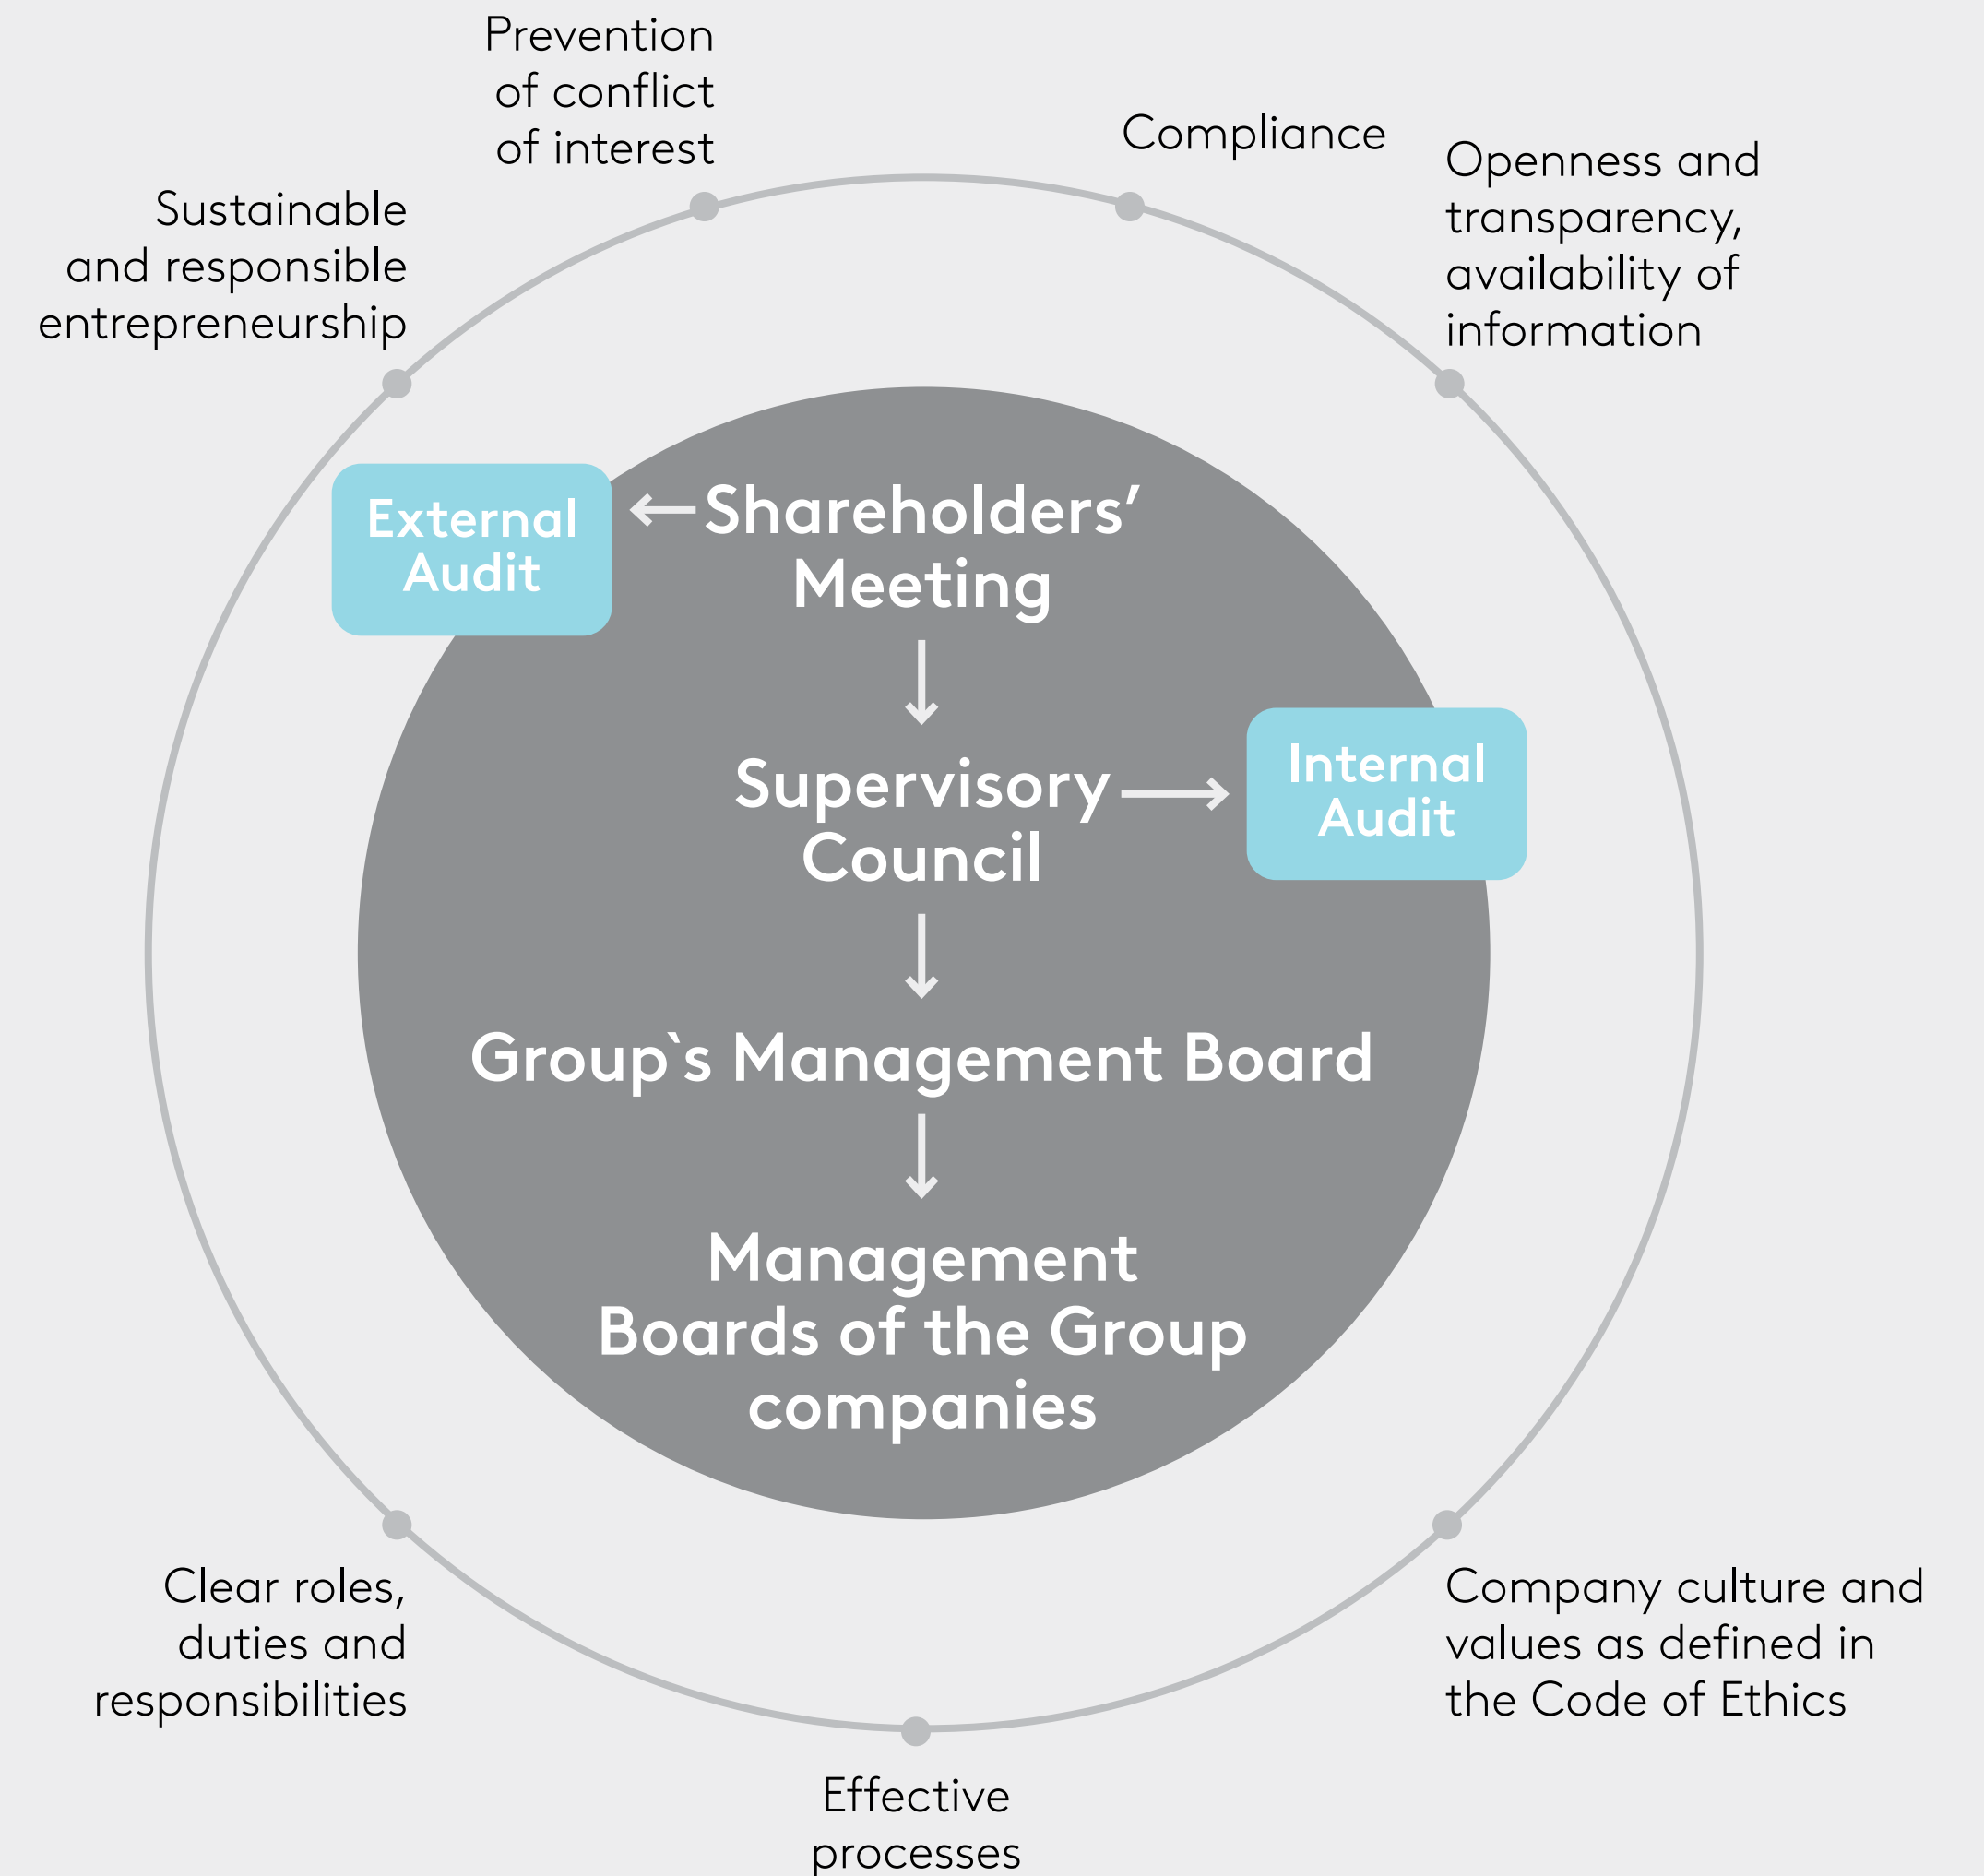 Prevention
of conflict
of interest
Compliance
Openness and
transparency,
availability of
information
Sustainable
and responsible
entrepreneurship
External
Audit
Shareholders’
Meeting
Supervisory
Council
Internal
Audit
Group`s Management Board
Management
Boards of the Group
companies
Clear roles,
duties and
responsibilities
Company culture and
values as defined in
the Code of Ethics
Effective
processes